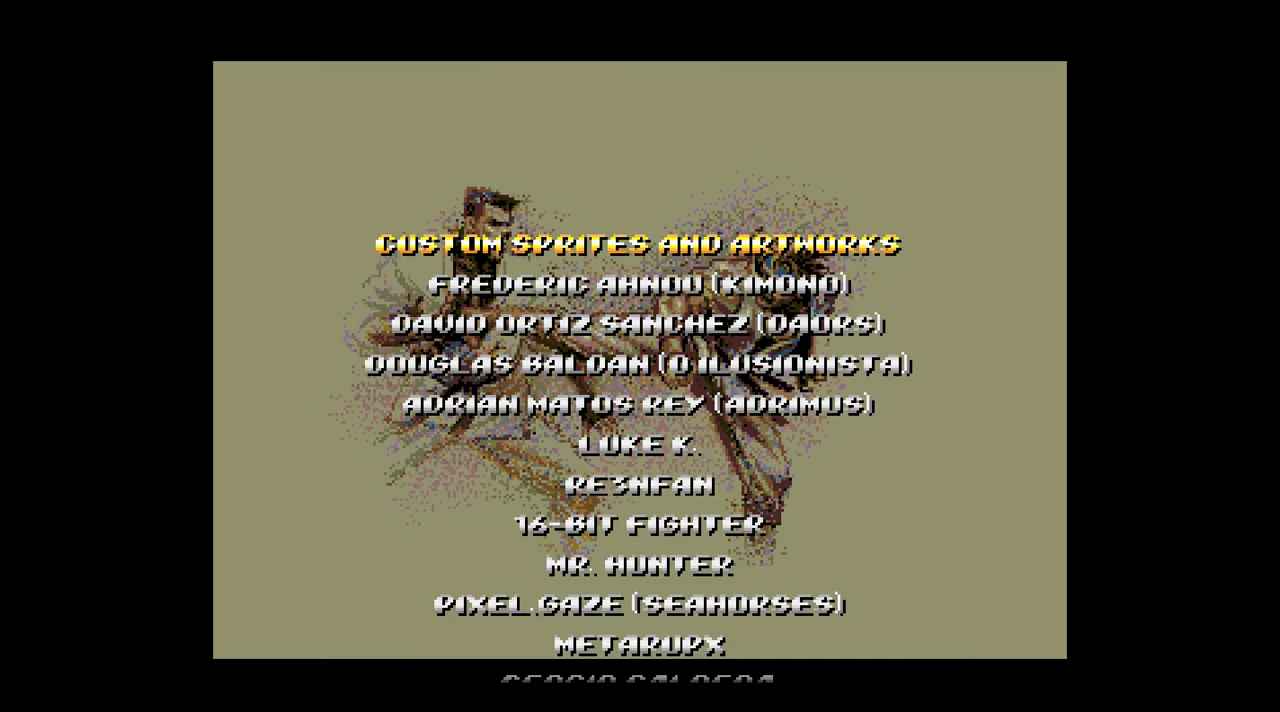 CUSTOM SPRITES AND ARTWORKS
FREDERIC AHNOU (KIMONO)
DAVID ORTIZ SANCHEZ (DAORS)
DOUGLAS BALDAN (O ILUSIONISTA)
ADRIAN MATOS REY (ADRIMUS)
LUKE K.
RE3NFAN
16-BIT FIGHTER
MR. HUNTER
PIXEL.GAZE (SEAHORSES)
METARUPX